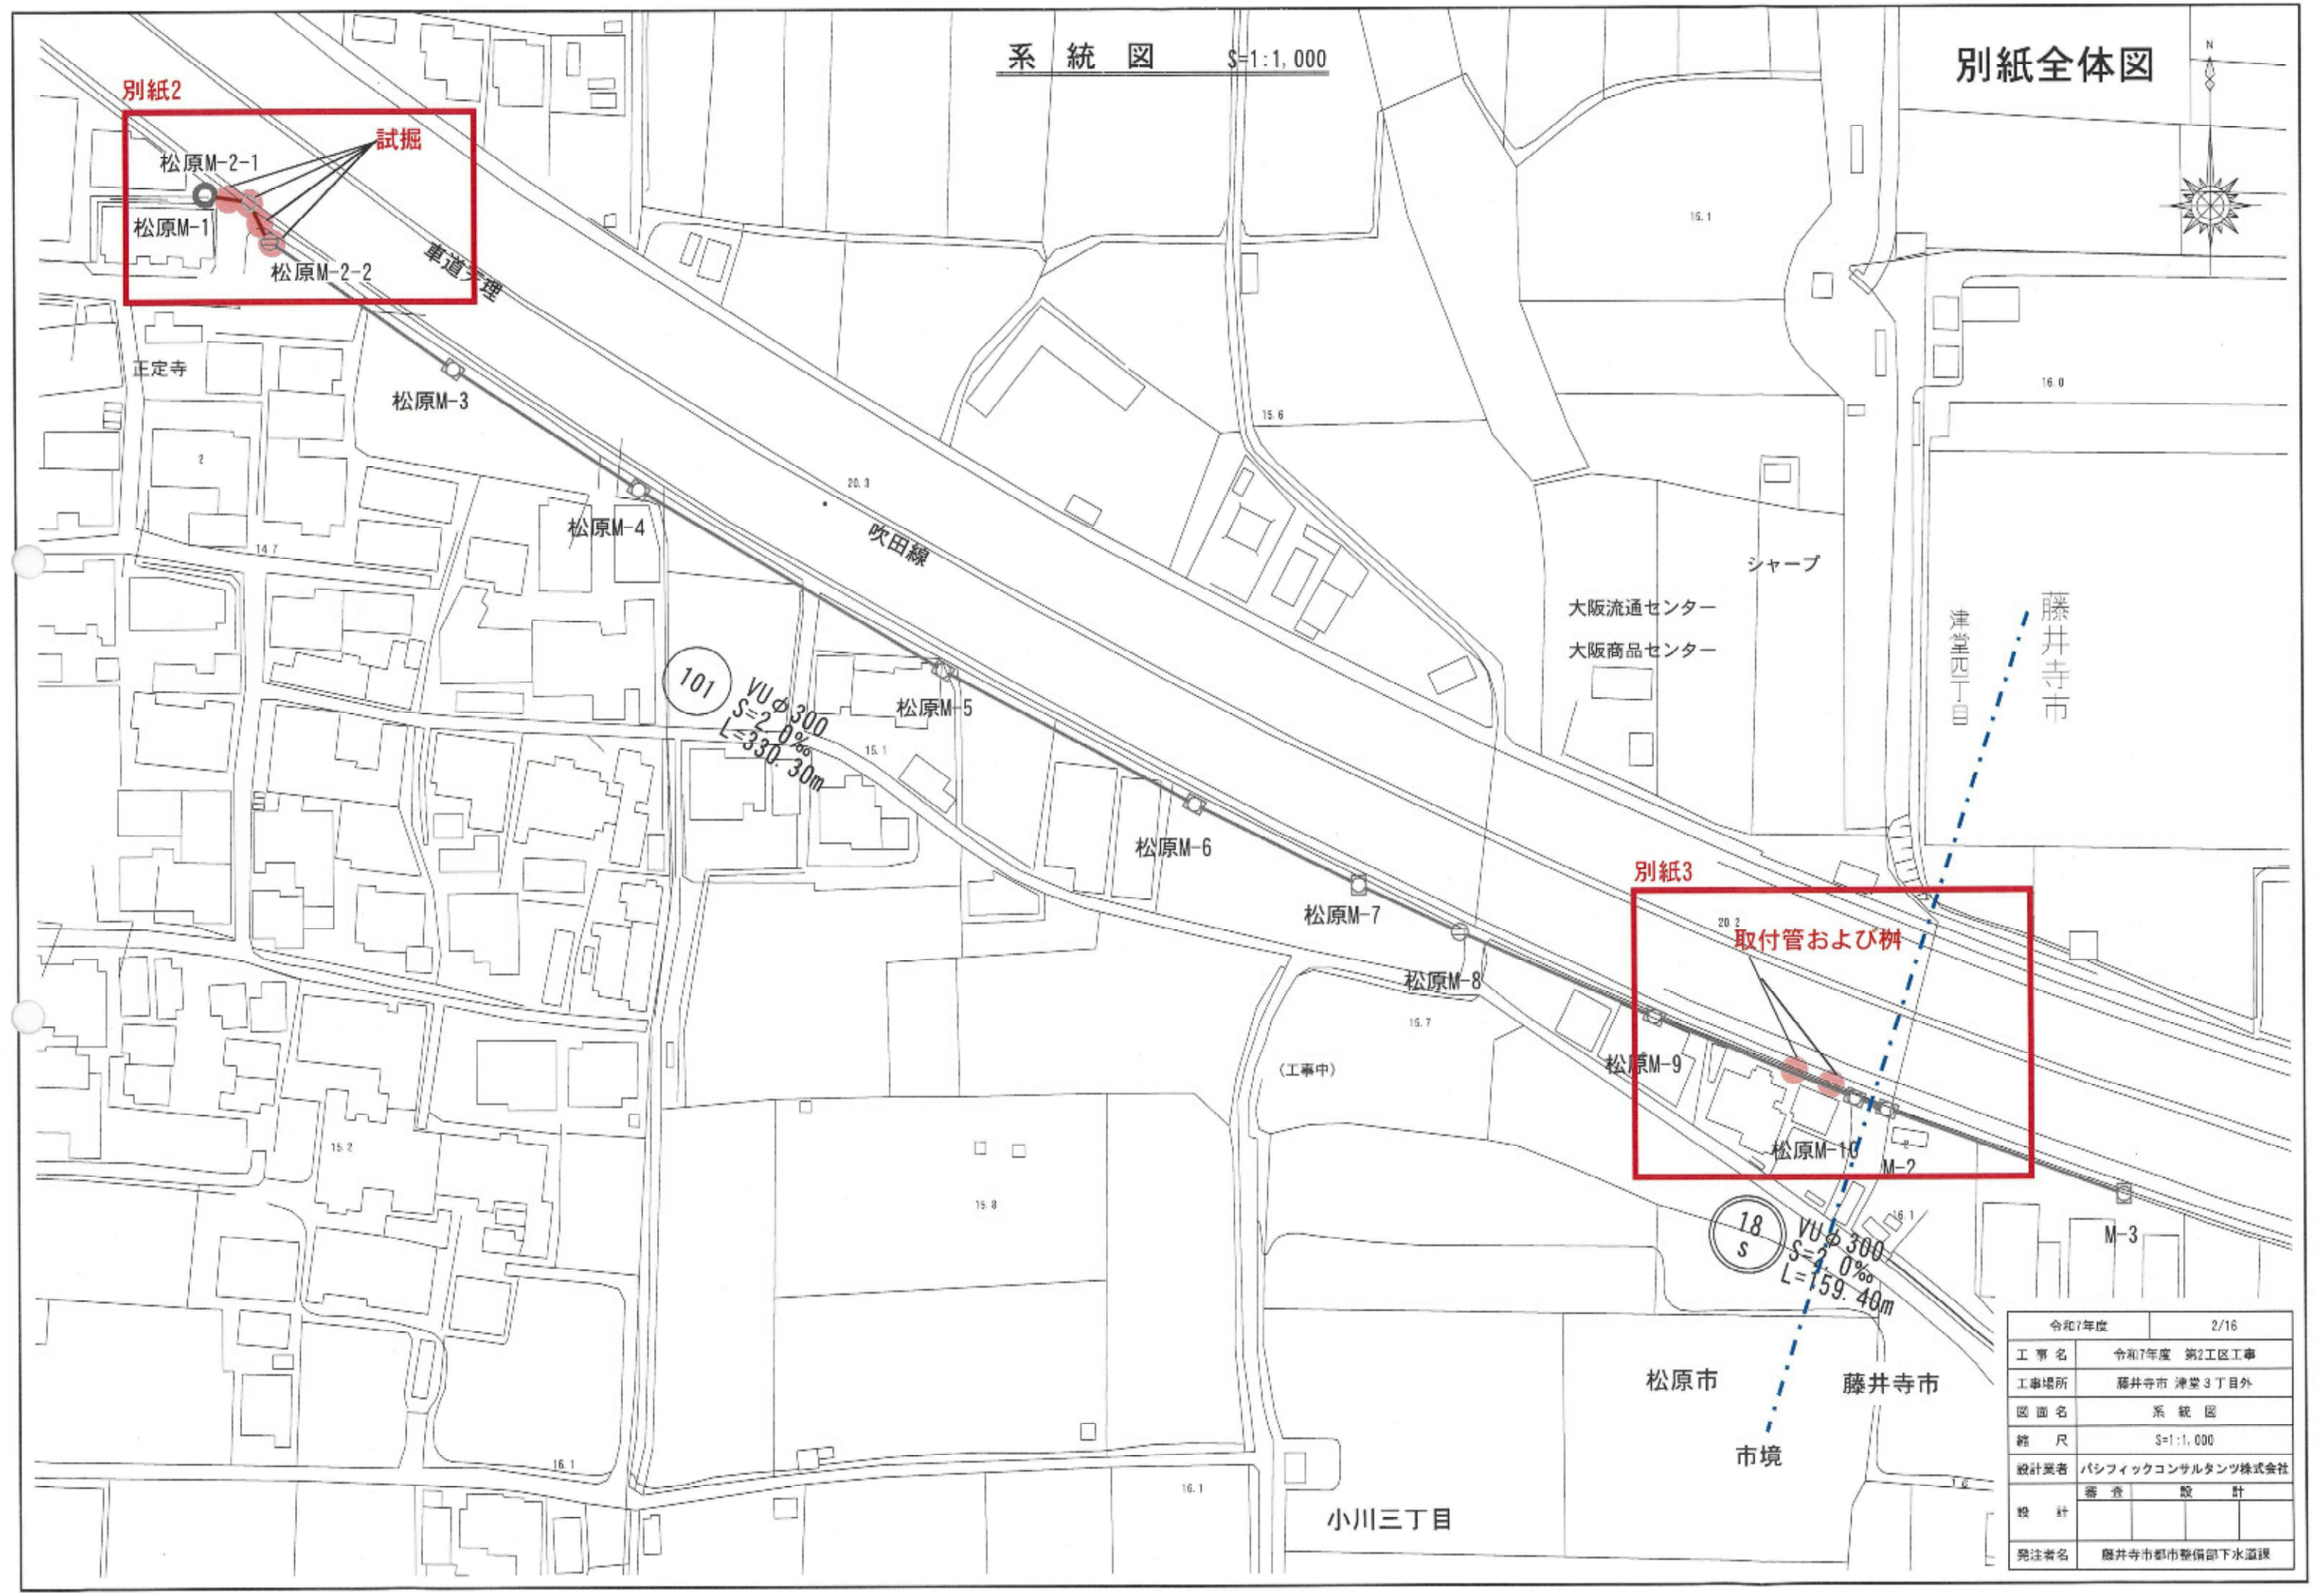 系 統 図 S=1:1,000
別紙全体図
N
別紙2
試掘
松原M-2-1
松原M-1
松原M-2-2
車道天理
正定寺
松原M-3
15.1
16.0
15.6
2
20.3
松原M-4
吹田線
14.7
シャープ
大阪流通センター
大阪商品センター
津堂四丁目
藤井寺市
101
VUφ300
S=2.0‰
L=330.30m
松原M-5
15.1
松原M-6
別紙3
松原M-7
20.2
取付管および桝
松原M-8
15.7
松原M-9
(工事中)
15.2
松原M-10
2
M-2
15.8
18
S
VUφ300
S=2.0‰
L=159.40m
16.1
M-3
松原市
藤井寺市
市境
16.1
16.1
小川三丁目
令和7年度 2/16
工事名 令和7年度 第2工区工事
工事場所 藤井寺市 津堂3丁目外
図面名 系統図
縮尺 S=1:1,000
設計業者 パシフィックコンサルタンツ株式会社
審査 設計
設計
発注者名 藤井寺市都市整備部下水道課